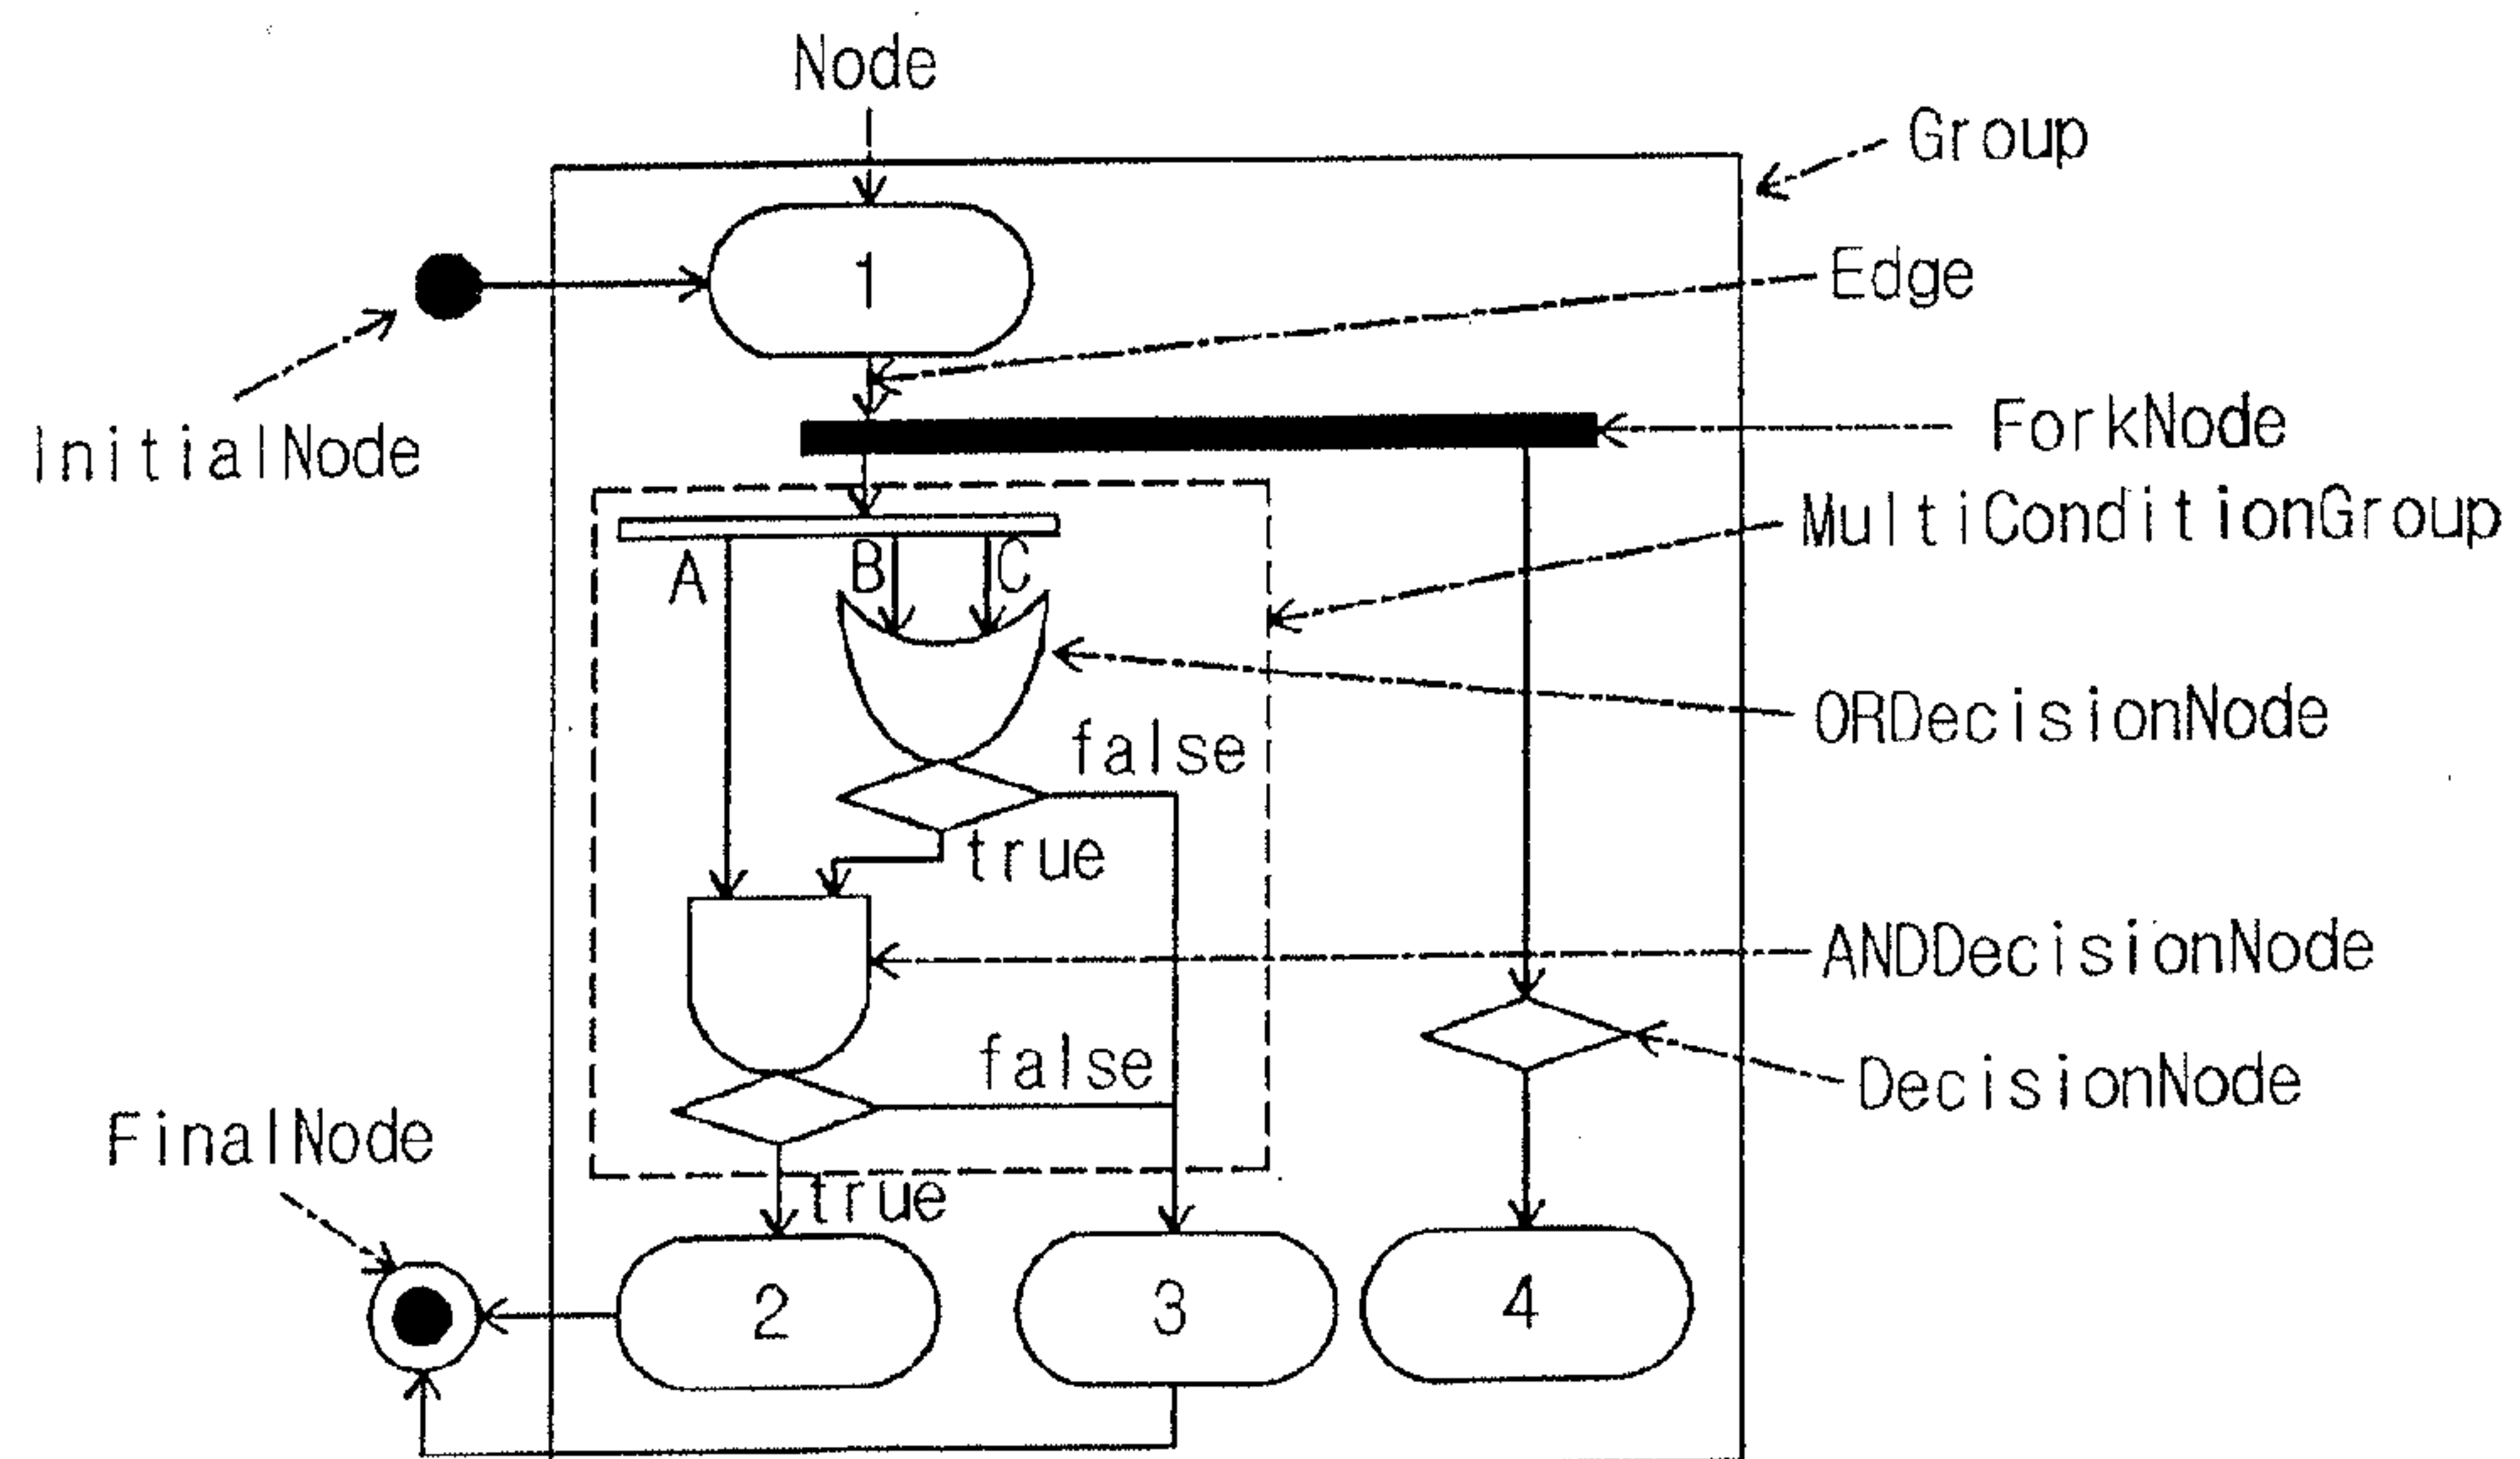 Node
Group
1
Edge
InitialNode
ForkNode
MultiConditionGroup
A
B
C
ORDecisionNode
false
true
ANDDecisionNode
false
DecisionNode
FinalNode
true
2
3
4